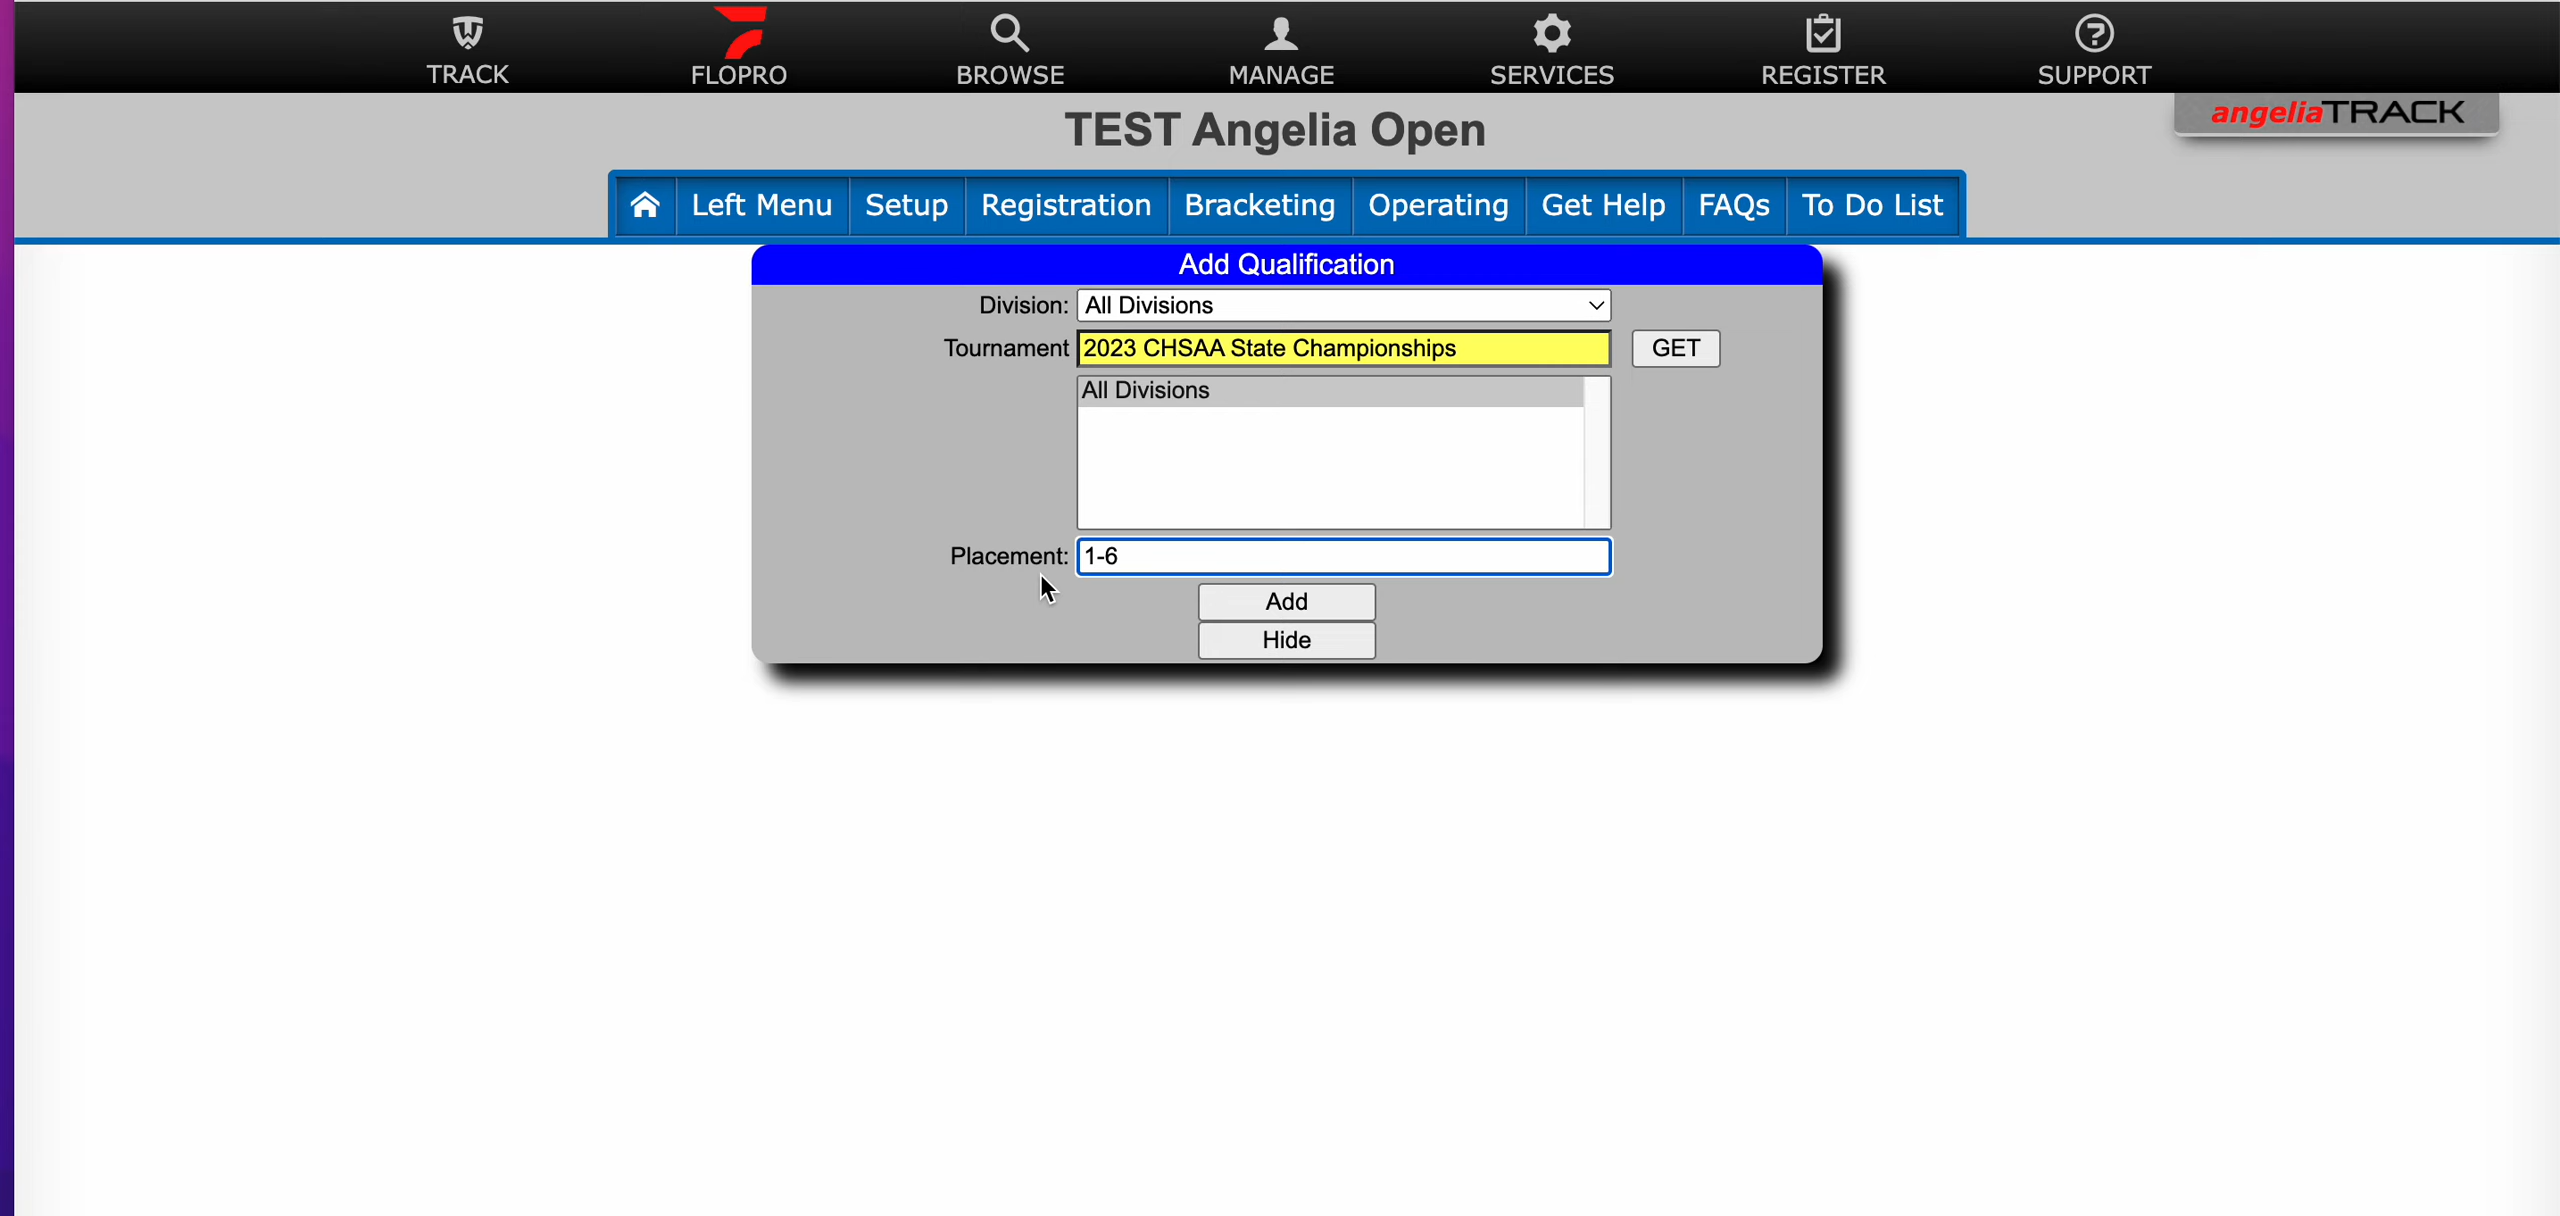 TRACK FLOPRO BROWSE MANAGE SERVICES REGISTER SUPPORT
TEST Angelia Open
angeliaTRACK
Left Menu Setup Registration Bracketing Operating Get Help FAQs To Do List
Add Qualification
Division: All Divisions
Tournament 2023 CHSAA State Championships GET
All Divisions
Placement: 1-6
Add
Hide